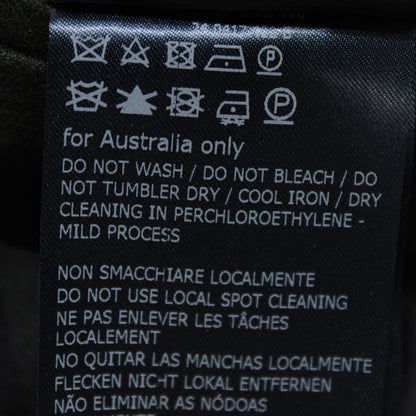 for Australia only
DO NOT WASH / DO NOT BLEACH / DO
NOT TUMBLER DRY / COOL IRON / DRY
CLEANING IN PERCHLOROETHYLENE -
MILD PROCESS
NON SMACCHIARE LOCALMENTE
DO NOT USE LOCAL SPOT CLEANING
NE PAS ENLEVER LES TÂCHES
LOCALEMENT
NO QUITAR LAS MANCHAS LOCALMENTE
FLECKEN NICHT LOKAL ENTFERNEN
NÃO ELIMINAR AS NÓDOAS